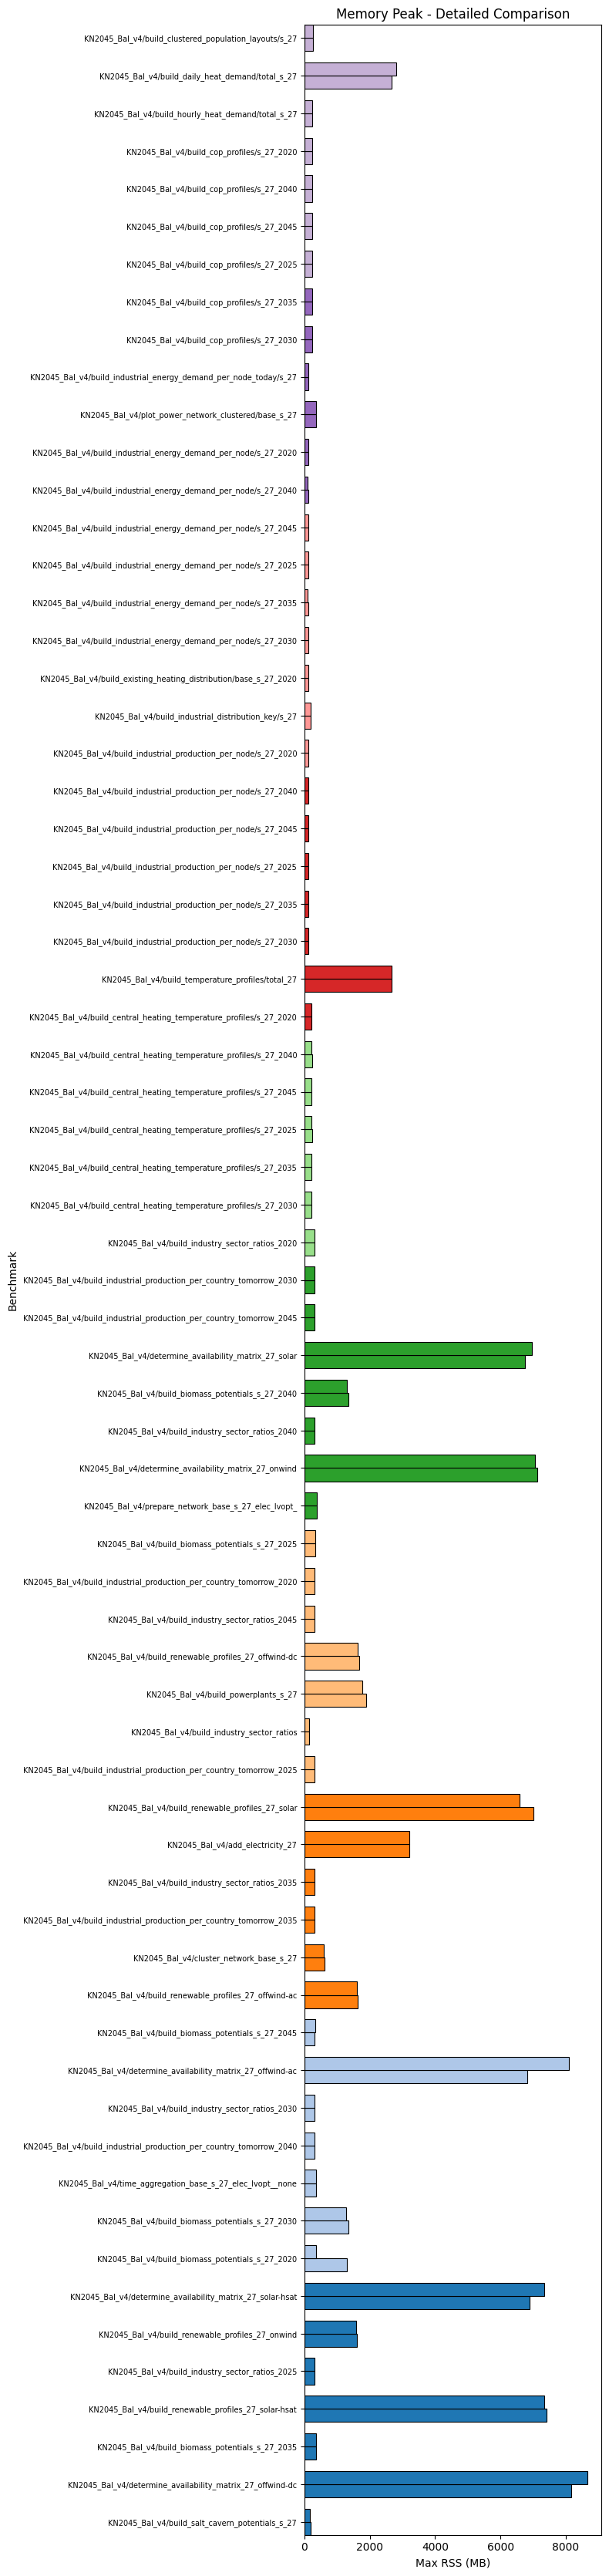 Memory Peak - Detailed Comparison
KN2045_Bal_v4/build_clustered_population_layouts/s_27
KN2045_Bal_v4/build_daily_heat_demand/total_s_27
KN2045_Bal_v4/build_hourly_heat_demand/total_s_27
KN2045_Bal_v4/build_cop_profiles/s_27_2020
KN2045_Bal_v4/build_cop_profiles/s_27_2040
KN2045_Bal_v4/build_cop_profiles/s_27_2045
KN2045_Bal_v4/build_cop_profiles/s_27_2025
KN2045_Bal_v4/build_cop_profiles/s_27_2035
KN2045_Bal_v4/build_cop_profiles/s_27_2030
KN2045_Bal_v4/build_industrial_energy_demand_per_node_today/s_27
KN2045_Bal_v4/plot_power_network_clustered/base_s_27
KN2045_Bal_v4/build_industrial_energy_demand_per_node/s_27_2020
KN2045_Bal_v4/build_industrial_energy_demand_per_node/s_27_2040
KN2045_Bal_v4/build_industrial_energy_demand_per_node/s_27_2045
KN2045_Bal_v4/build_industrial_energy_demand_per_node/s_27_2025
KN2045_Bal_v4/build_industrial_energy_demand_per_node/s_27_2035
KN2045_Bal_v4/build_industrial_energy_demand_per_node/s_27_2030
KN2045_Bal_v4/build_existing_heating_distribution/base_s_27_2020
KN2045_Bal_v4/build_industrial_distribution_key/s_27
KN2045_Bal_v4/build_industrial_production_per_node/s_27_2020
KN2045_Bal_v4/build_industrial_production_per_node/s_27_2040
KN2045_Bal_v4/build_industrial_production_per_node/s_27_2045
KN2045_Bal_v4/build_industrial_production_per_node/s_27_2025
KN2045_Bal_v4/build_industrial_production_per_node/s_27_2035
KN2045_Bal_v4/build_industrial_production_per_node/s_27_2030
KN2045_Bal_v4/build_temperature_profiles/total_27
KN2045_Bal_v4/build_central_heating_temperature_profiles/s_27_2020
KN2045_Bal_v4/build_central_heating_temperature_profiles/s_27_2040
KN2045_Bal_v4/build_central_heating_temperature_profiles/s_27_2045
KN2045_Bal_v4/build_central_heating_temperature_profiles/s_27_2025
KN2045_Bal_v4/build_central_heating_temperature_profiles/s_27_2035
KN2045_Bal_v4/build_central_heating_temperature_profiles/s_27_2030
KN2045_Bal_v4/build_industry_sector_ratios_2020
KN2045_Bal_v4/build_industrial_production_per_country_tomorrow_2030
KN2045_Bal_v4/build_industrial_production_per_country_tomorrow_2045
KN2045_Bal_v4/determine_availability_matrix_27_solar
KN2045_Bal_v4/build_biomass_potentials_s_27_2040
KN2045_Bal_v4/build_industry_sector_ratios_2040
KN2045_Bal_v4/determine_availability_matrix_27_onwind
KN2045_Bal_v4/prepare_network_base_s_27_elec_lvopt_
KN2045_Bal_v4/build_biomass_potentials_s_27_2025
KN2045_Bal_v4/build_industrial_production_per_country_tomorrow_2020
KN2045_Bal_v4/build_industry_sector_ratios_2045
KN2045_Bal_v4/build_renewable_profiles_27_offwind-dc
KN2045_Bal_v4/build_powerplants_s_27
KN2045_Bal_v4/build_industry_sector_ratios
KN2045_Bal_v4/build_industrial_production_per_country_tomorrow_2025
KN2045_Bal_v4/build_renewable_profiles_27_solar
KN2045_Bal_v4/add_electricity_27
KN2045_Bal_v4/build_industry_sector_ratios_2035
KN2045_Bal_v4/build_industrial_production_per_country_tomorrow_2035
KN2045_Bal_v4/cluster_network_base_s_27
KN2045_Bal_v4/build_renewable_profiles_27_offwind-ac
KN2045_Bal_v4/build_biomass_potentials_s_27_2045
KN2045_Bal_v4/determine_availability_matrix_27_offwind-ac
KN2045_Bal_v4/build_industry_sector_ratios_2030
KN2045_Bal_v4/build_industrial_production_per_country_tomorrow_2040
KN2045_Bal_v4/time_aggregation_base_s_27_elec_lvopt__none
KN2045_Bal_v4/build_biomass_potentials_s_27_2030
KN2045_Bal_v4/build_biomass_potentials_s_27_2020
KN2045_Bal_v4/determine_availability_matrix_27_solar-hsat
KN2045_Bal_v4/build_renewable_profiles_27_onwind
KN2045_Bal_v4/build_industry_sector_ratios_2025
KN2045_Bal_v4/build_renewable_profiles_27_solar-hsat
KN2045_Bal_v4/build_biomass_potentials_s_27_2035
KN2045_Bal_v4/determine_availability_matrix_27_offwind-dc
KN2045_Bal_v4/build_salt_cavern_potentials_s_27
Benchmark
0 2000 4000 6000 8000
Max RSS (MB)